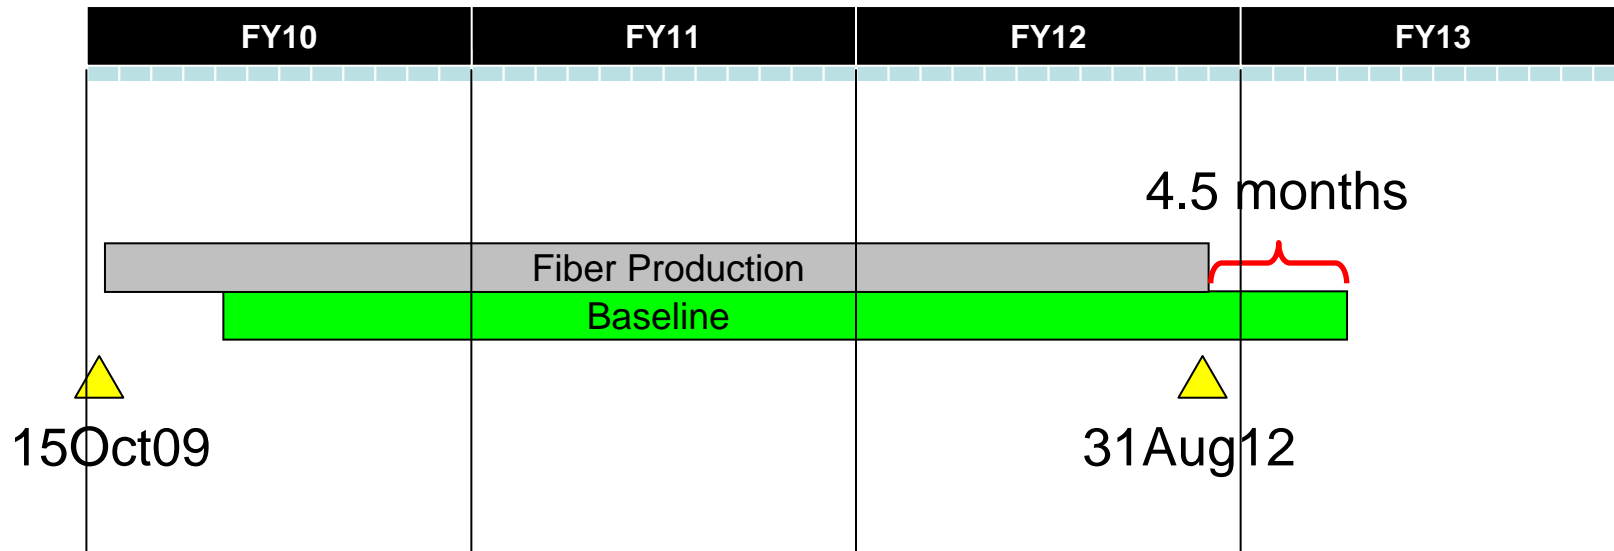 FY10 FY11 FY12 FY13
4.5 months
Fiber Production
Baseline
15Oct09 31Aug12